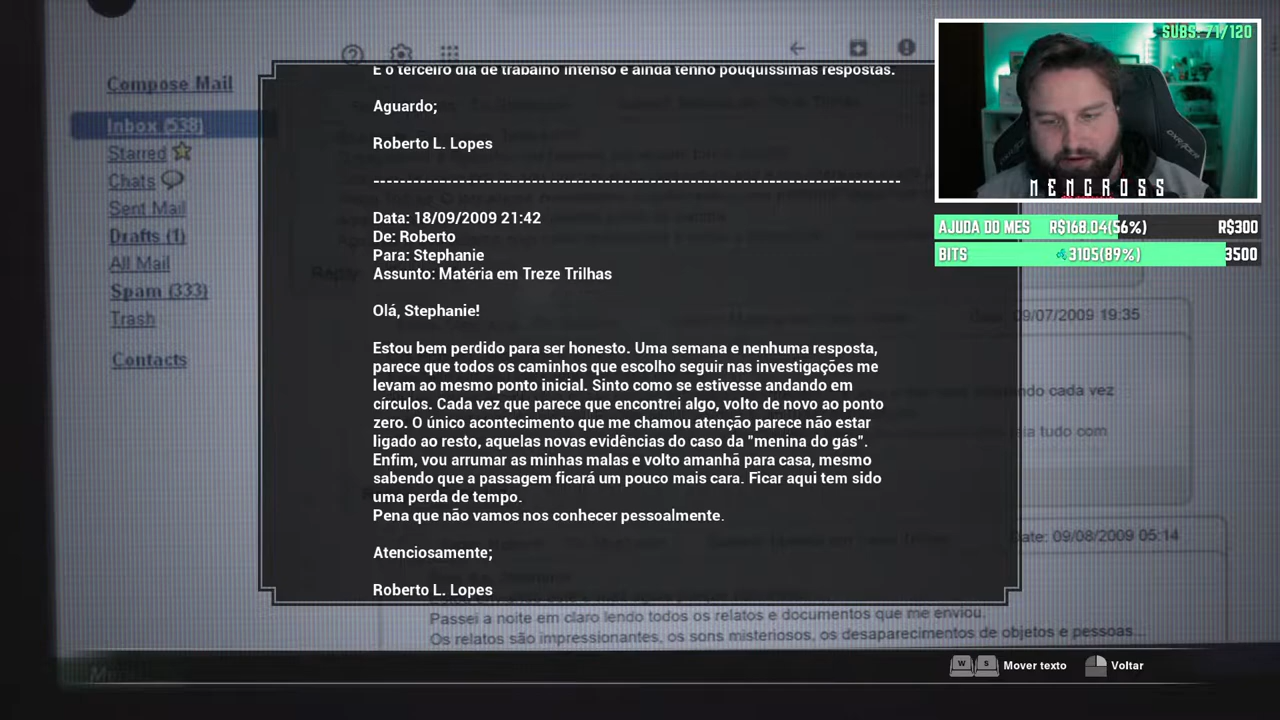 SUBS: 71/120
Compose Mail
Inbox (538)
Starred
Chats
Sent Mail
Drafts (1)
All Mail
Spam (333)
Trash
Contacts
É o terceiro dia de trabalho intenso e ainda tenho pouquíssimas respostas.
Aguardo;
Roberto L. Lopes
--------------------------------------------------------------------------------
Data: 18/09/2009 21:42
De: Roberto
Para: Stephanie
Assunto: Matéria em Treze Trilhas
Olá, Stephanie!
Estou bem perdido para ser honesto. Uma semana e nenhuma resposta,
parece que todos os caminhos que escolho seguir nas investigações me
levam ao mesmo ponto inicial. Sinto como se estivesse andando em
círculos. Cada vez que parece que encontrei algo, volto de novo ao ponto
zero. O único acontecimento que me chamou atenção parece não estar
ligado ao resto, aquelas novas evidências do caso da "menina do gás".
Enfim, vou arrumar as minhas malas e volto amanhã para casa, mesmo
sabendo que a passagem ficará um pouco mais cara. Ficar aqui tem sido
uma perda de tempo.
Pena que não vamos nos conhecer pessoalmente.
Atenciosamente;
Roberto L. Lopes
MENCROSS
AJUDA DO MES R$168.04(56%) R$300
BITS 3105(89%) 3500
09/07/2009 19:35
cada vez
tudo com
Date: 09/08/2009 05:14
Passei a noite em claro lendo todos os relatos e documentos que me enviou.
Os relatos são impressionantes, os sons misteriosos, os desaparecimentos de objetos e pessoas...
W S Mover texto
Voltar